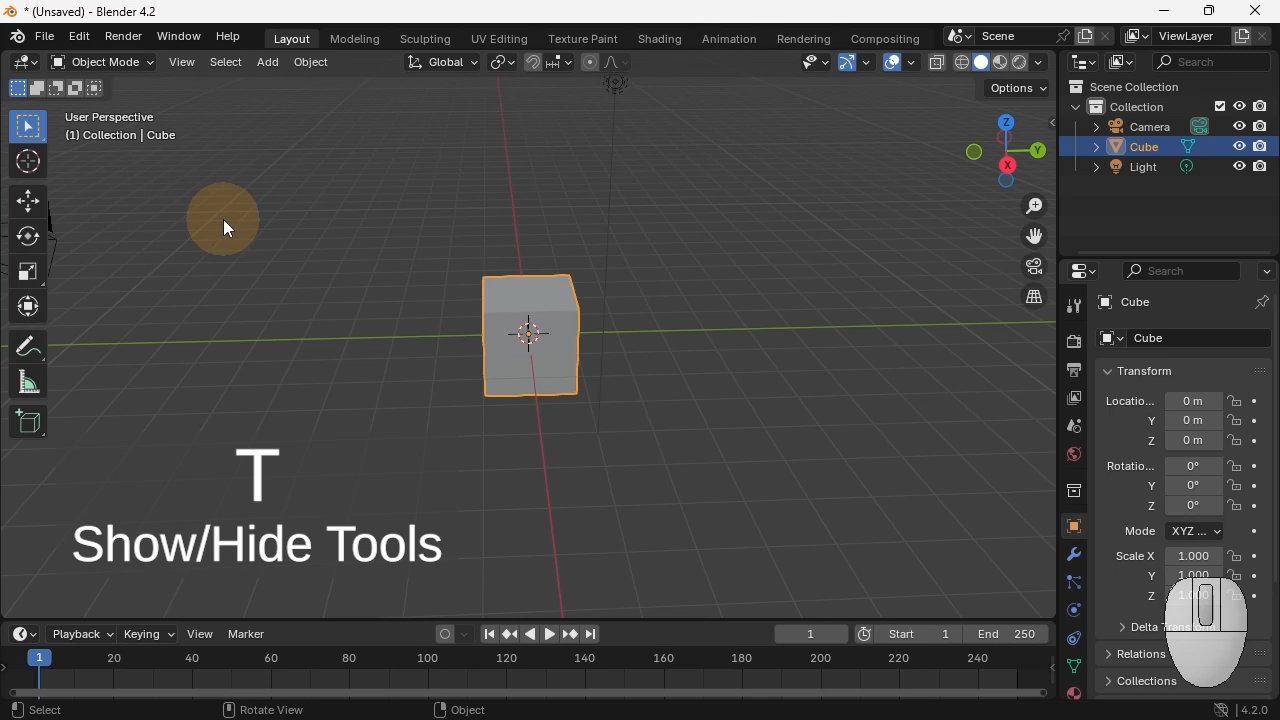 * (Unsaved) - Blender 4.2
File Edit Render Window Help Layout Modeling Sculpting UV Editing Texture Paint Shading Animation Rendering Compositing Scene ViewLayer
Object Mode View Select Add Object Global Search
Options
User Perspective
(1) Collection | Cube
Z
Y
X
Scene Collection
Collection
Camera
Cube
Light
Search
Cube
Cube
Transform
Locatio... 0 m
Y 0 m
Z 0 m
Rotatio... 0°
Y 0°
Z 0°
Mode XYZ ...
Scale X 1.000
Y 1.000
Z 1.000
Delta Transform
Relations
Collections
T
Show/Hide Tools
Playback Keying View Marker 1 Start 1 End 250
1 20 40 60 80 100 120 140 160 180 200 220 240
Select Rotate View Object 4.2.0